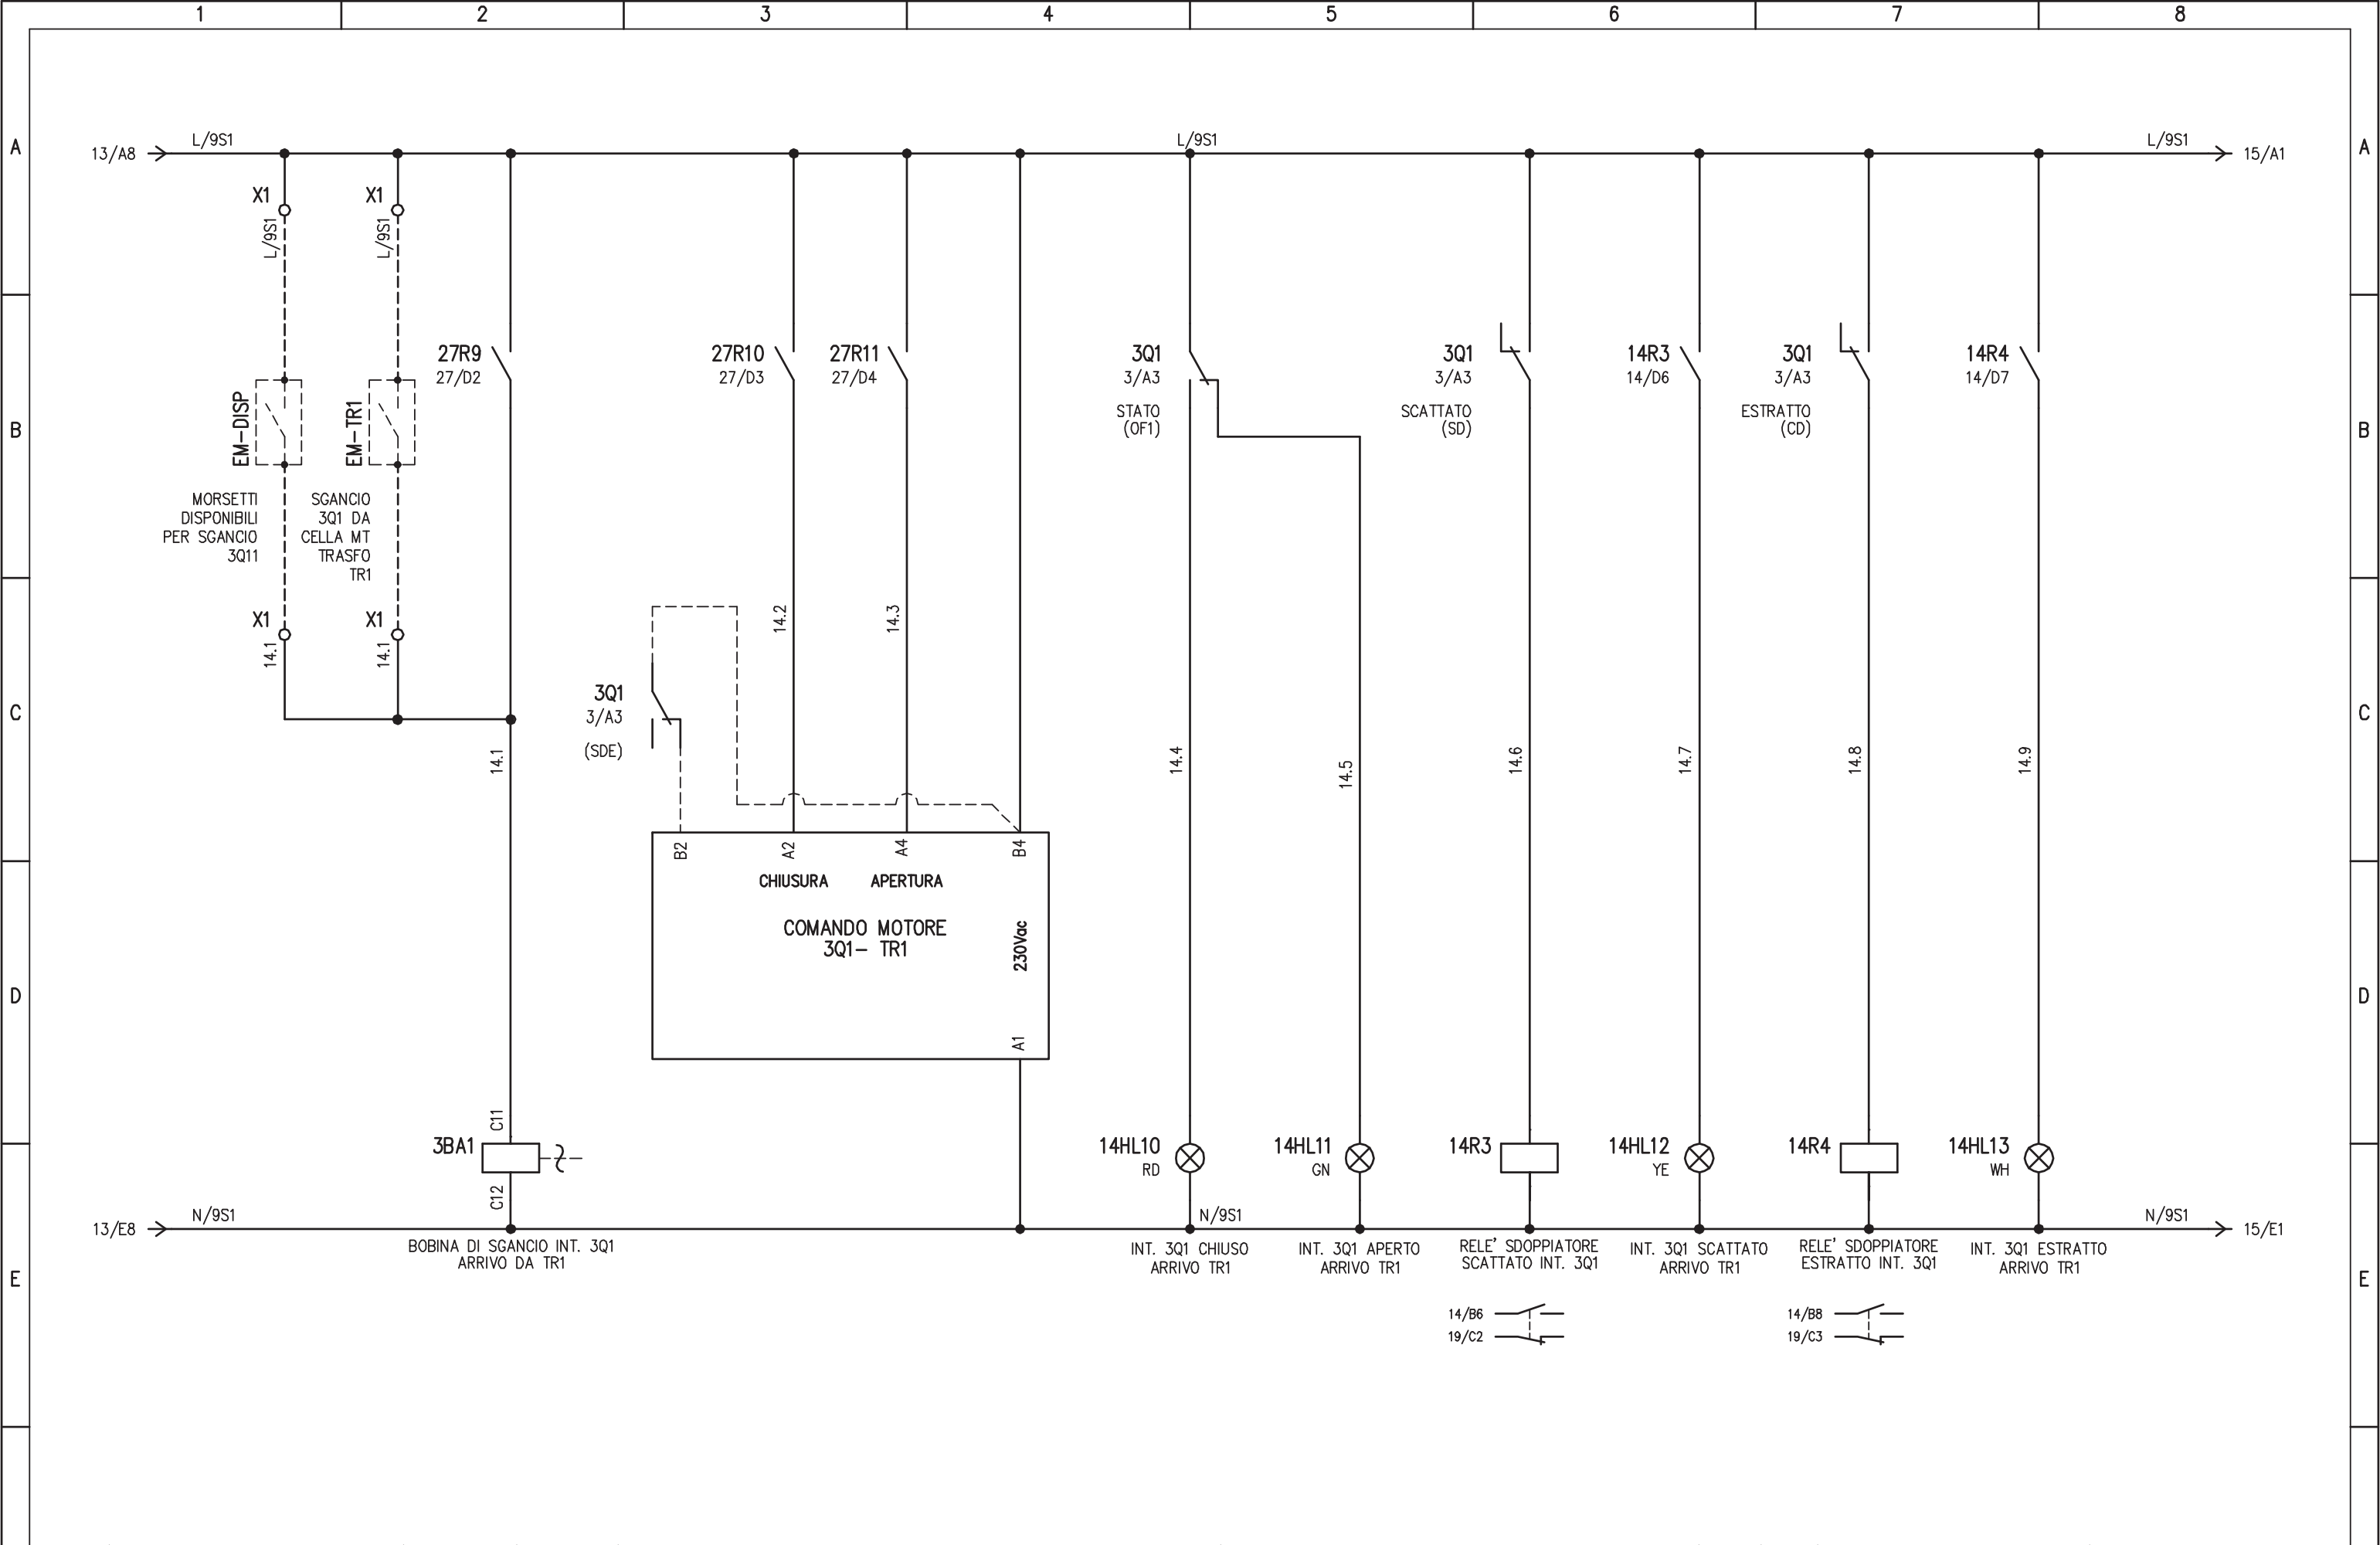 1 2 3 4 5 6 7 8
A A
13/A8 L/9S1 L/9S1 L/9S1 15/A1
X1 X1
L/9S1 L/9S1
27R9
27/D2
27R10
27/D3
27R11
27/D4
3Q1
3/A3
STATO
(OF1)
3Q1
3/A3
SCATTATO
(SD)
14R3
14/D6
3Q1
3/A3
ESTRATTO
(CD)
14R4
14/D7
B B
EM-DISP
EM-TR1
MORSETTI
DISPONIBILI
PER SGANCIO
3Q11
SGANCIO
3Q1 DA
CELLA MT
TRASFO
TR1
X1 X1
14.1 14.1
14.2 14.3
3Q1
3/A3
(SDE)
C C
14.1 14.4 14.5 14.6 14.7 14.8 14.9
B2 A2 A4 B4
CHIUSURA APERTURA
COMANDO MOTORE
3Q1- TR1
230Vac
A1
D D
C11
3BA1
C12
14HL10
RD
14HL11
GN
14R3
14HL12
YE
14R4
14HL13
WH
13/E8 N/9S1 N/9S1 N/9S1 15/E1
BOBINA DI SGANCIO INT. 3Q1
ARRIVO DA TR1
INT. 3Q1 CHIUSO
ARRIVO TR1
INT. 3Q1 APERTO
ARRIVO TR1
RELE' SDOPPIATORE
SCATTATO INT. 3Q1
INT. 3Q1 SCATTATO
ARRIVO TR1
RELE' SDOPPIATORE
ESTRATTO INT. 3Q1
INT. 3Q1 ESTRATTO
ARRIVO TR1
E E
14/B6
19/C2
14/B8
19/C3